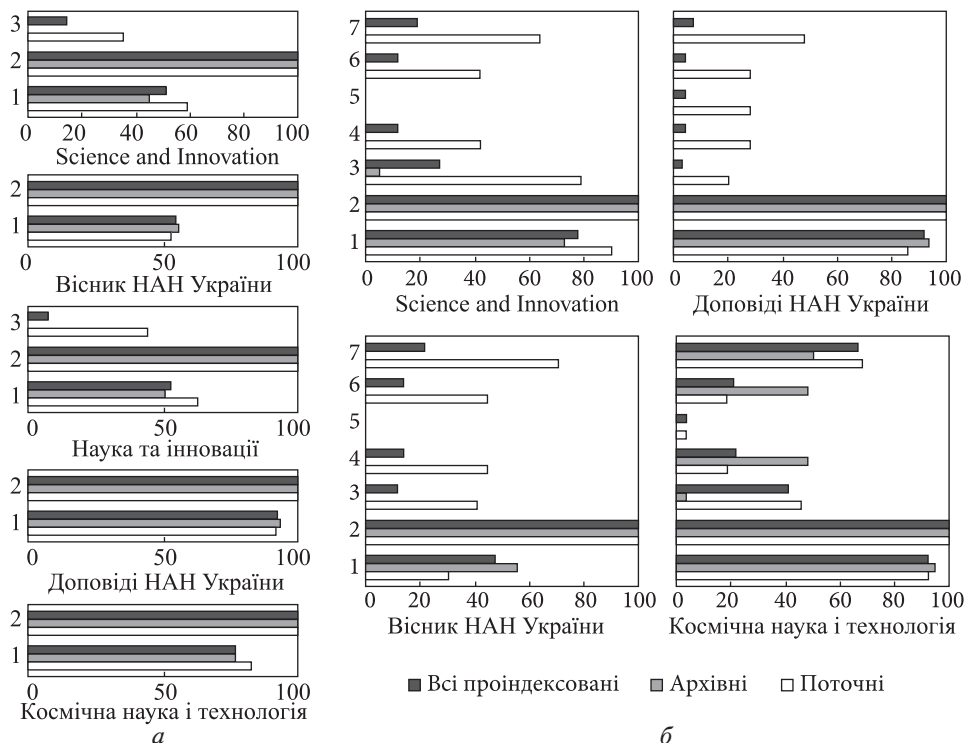 3
2
1
0 20 40 60 80 100
Science and Innovation
2
1
50 100
Вісник НАН України
3
2
1
0 50 100
Наука та інновації
2
1
0 50 100
Доповіді НАН України
2
1
0 50 100
Космічна наука і технологія
а
7
6
5
4
3
2
1
0 20 40 60 80 100
Science and Innovation
0 20 40 60 80 100
Доповіді НАН України
7
6
5
4
3
2
1
0 20 40 60 80 100
Вісник НАН України
0 20 40 60 80 100
Космічна наука і технологія
Всі проіндексовані Архівні Поточні
б